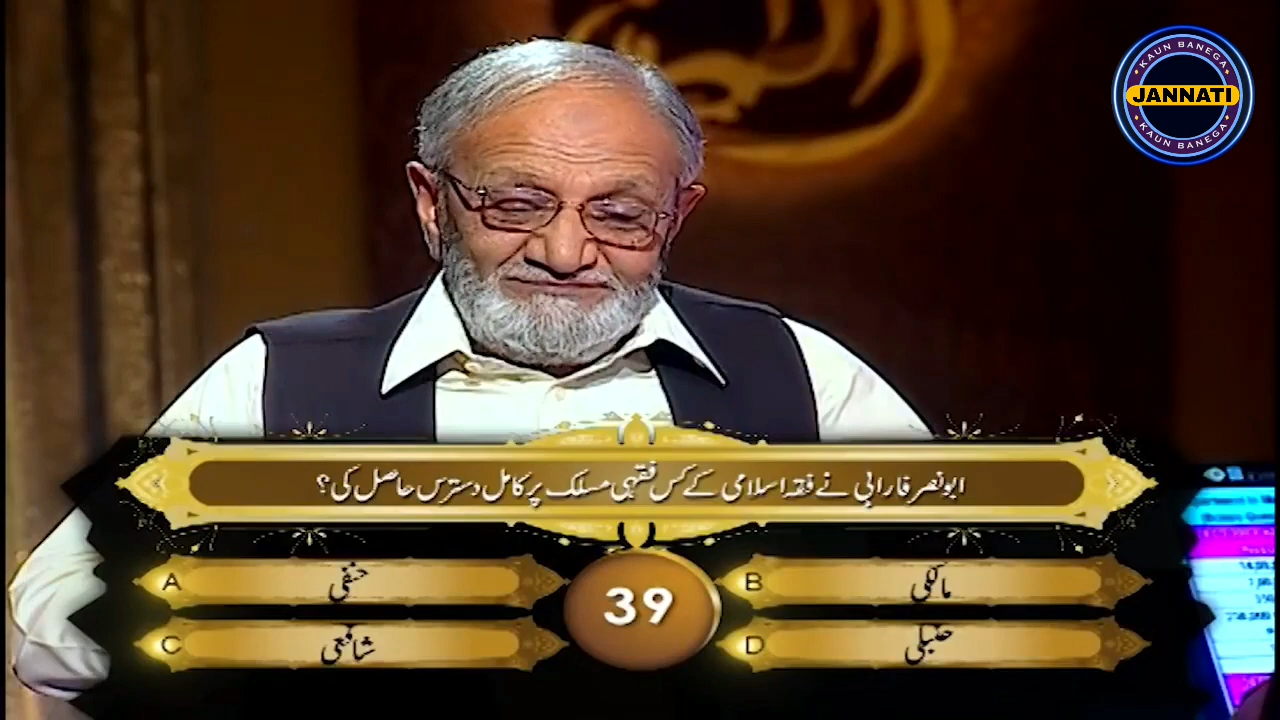 KAUN BANEGA
JANNATI
KAUN BANEGA
ابونصر فارابی نے فقہ اسلامی کے کس فقہی مسلک پر کامل دسترس حاصل کی؟
A حنفی
B مالکی
39
C شافعی
D حنبلی